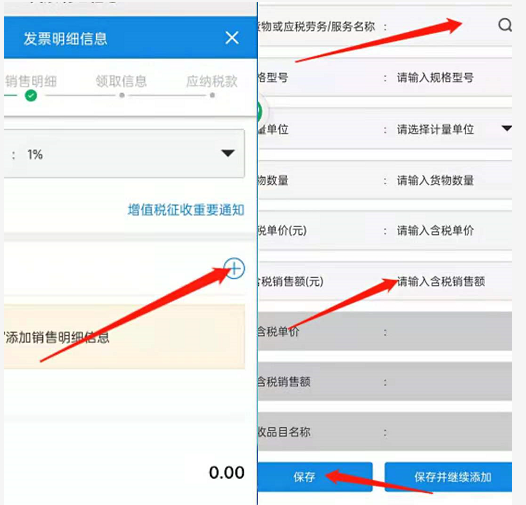 发票明细信息
销售明细
领取信息
应纳税款
: 1%
增值税征收重要通知
添加销售明细信息
0.00
货物或应税劳务/服务名称 :
格型号 : 请输入规格型号
量单位 : 请选择计量单位
物数量 : 请输入货物数量
税单价(元) : 请输入含税单价
含税销售额(元) 请输入含税销售额
含税单价 :
含税销售额 :
收品目名称 :
保存
保存并继续添加